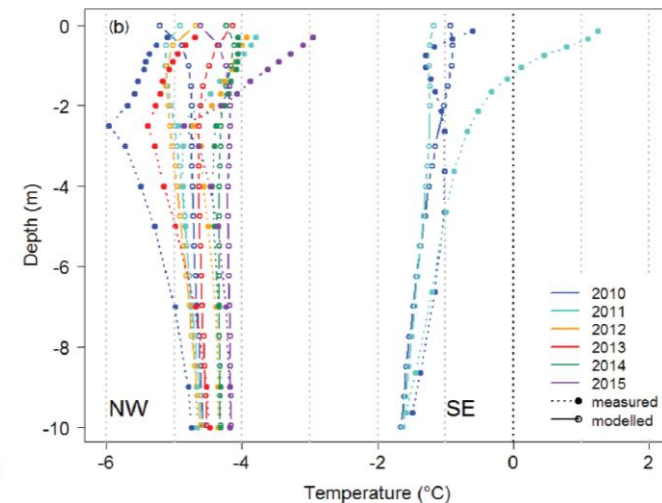 (b)
0
-2
-4
-6
-8
-10
Depth (m)
NW
SE
2010
2011
2012
2013
2014
2015
measured
modelled
-6
-4
-2
0
2
Temperature (°C)